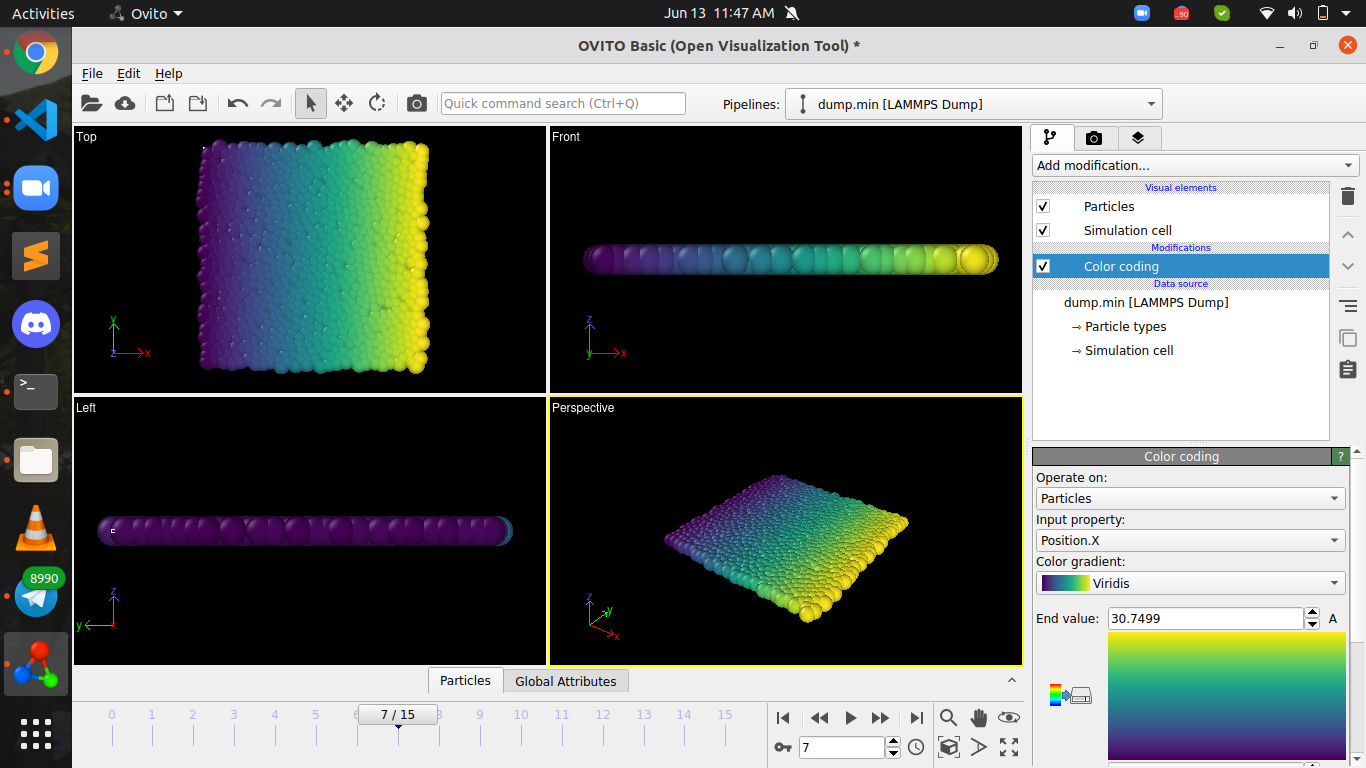 Activities Ovito Jun 13 11:47 AM .90
OVITO Basic (Open Visualization Tool) *
File Edit Help
Quick command search (Ctrl+Q) Pipelines: dump.min [LAMMPS Dump]
Top Front
y x z
z x y
Left Perspective
z y x
z y x
Add modification...
Visual elements
Particles
Simulation cell
Modifications
Color coding
Data source
dump.min [LAMMPS Dump]
→ Particle types
→ Simulation cell
Color coding ?
Operate on:
Particles
Input property:
Position.X
Color gradient:
Viridis
End value: 30.7499 A
>_
8990
Particles Global Attributes
0 1 2 3 4 5 6 7 / 15 8 9 10 11 12 13 14 15
7